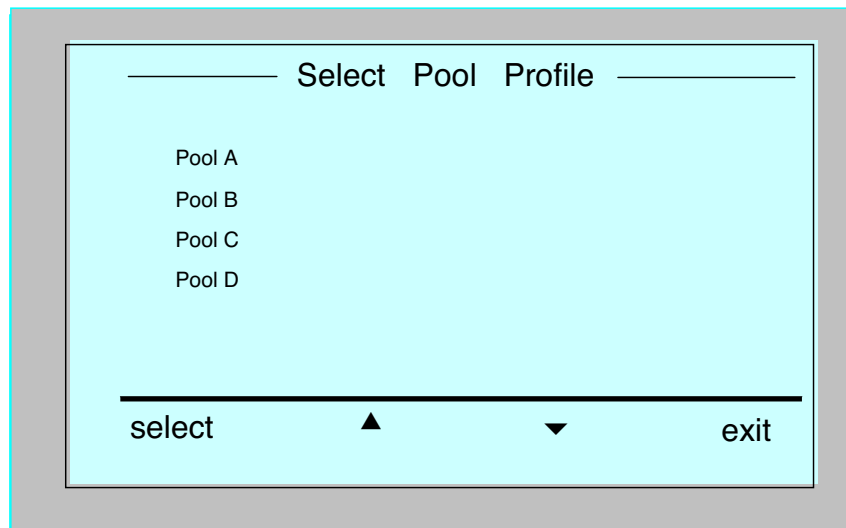 Select Pool Profile
Pool A
Pool B
Pool C
Pool D
select ▲ ▼ exit